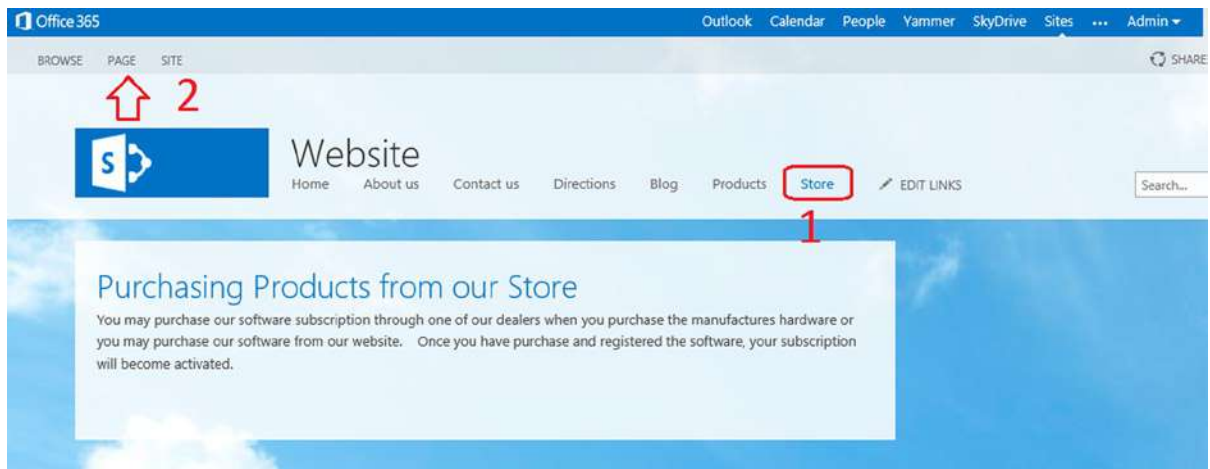 Office 365 Outlook Calendar People Yammer SkyDrive Sites ••• Admin
BROWSE PAGE SITE SHARE
2
S
Website
Home About us Contact us Directions Blog Products Store EDIT LINKS Search...
1
Purchasing Products from our Store
You may purchase our software subscription through one of our dealers when you purchase the manufactures hardware or
you may purchase our software from our website. Once you have purchase and registered the software, your subscription
will become activated.